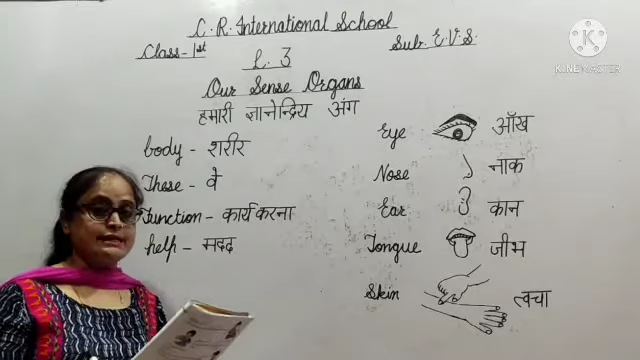 C. R. International School
Class- 1st
Sub. E.V.S.
L. 3
Our Sense Organs
हमारी ज्ञानेन्द्रिय अंग
body - शरीर
These - वे
Function - कार्य करना
help - मदद
Eye आँख
Nose नाक
Ear कान
Tongue जीभ
Skin त्वचा
KINEMASTER